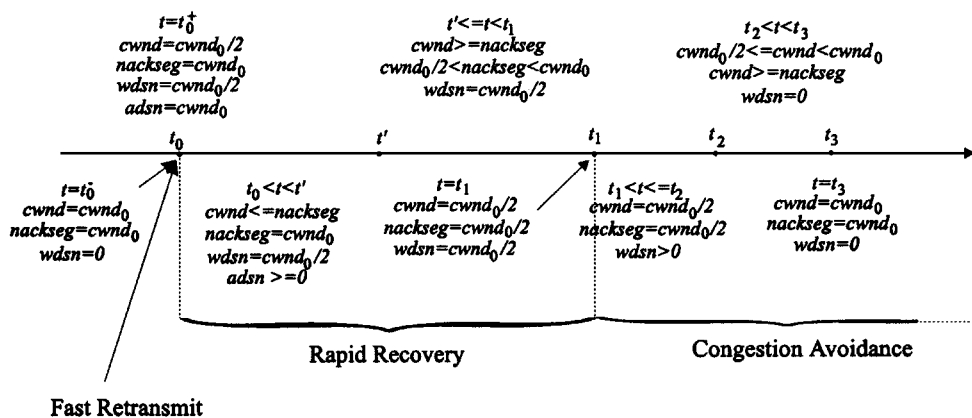 t=t₀⁺
cwnd=cwnd₀/2
nackseg=cwnd₀
wdsn=cwnd₀/2
adsn=cwnd₀
t'<=t<t₁
cwnd>=nackseg
cwnd₀/2<nackseg<cwnd₀
wdsn=cwnd₀/2
t₂<t<t₃
cwnd₀/2<=cwnd<cwnd₀
cwnd>=nackseg
wdsn=0
t₀
t'
t₁
t₂
t₃
t=t₀⁻
cwnd=cwnd₀
nackseg=cwnd₀
wdsn=0
t₀<t<t'
cwnd<=nackseg
nackseg=cwnd₀
wdsn=cwnd₀/2
adsn >=0
t=t₁
cwnd=cwnd₀/2
nackseg=cwnd₀/2
wdsn=cwnd₀/2
t₁<t<=t₂
cwnd=cwnd₀/2
nackseg=cwnd₀/2
wdsn>0
t=t₃
cwnd=cwnd₀
nackseg=cwnd₀
wdsn=0
Rapid Recovery
Congestion Avoidance
Fast Retransmit